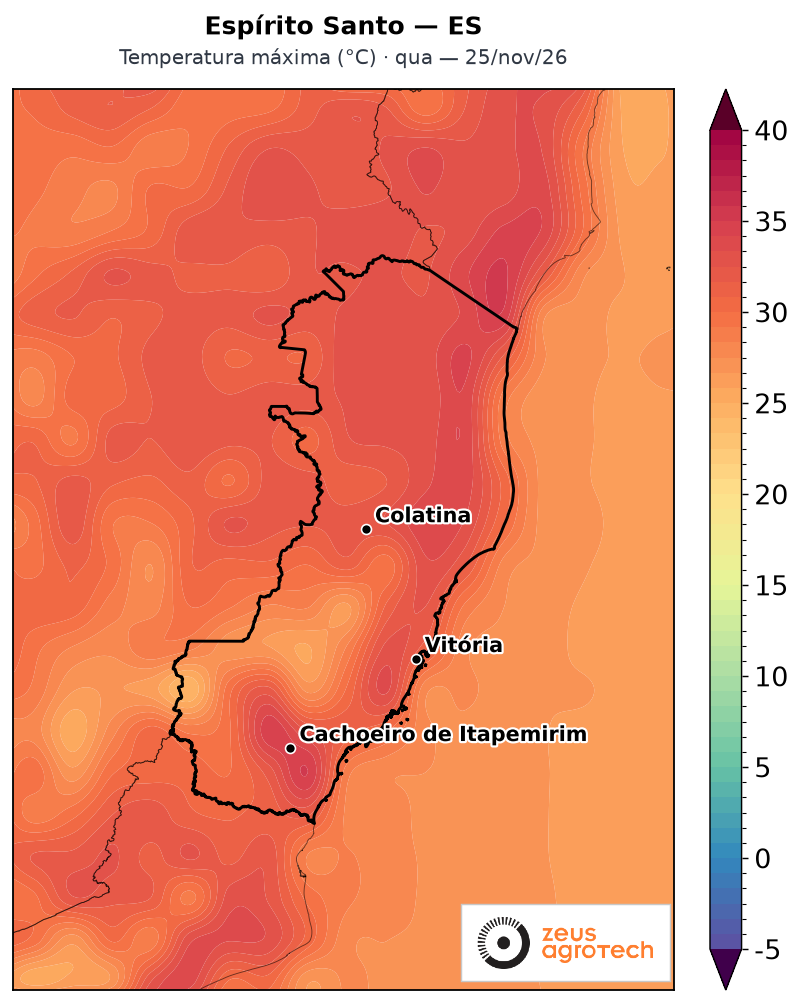 Espírito Santo — ES
Temperatura máxima (°C) · qua — 25/nov/26
40
35
30
25
20
15
10
5
0
-5
Colatina
Vitória
Cachoeiro de Itapemirim
zeus
agrotech